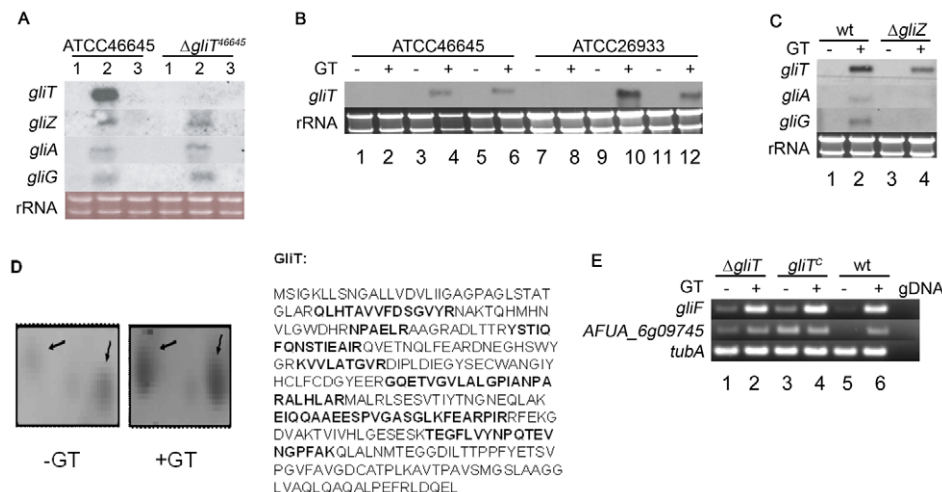 A
ATCC46645 ΔgliT⁴⁶⁶⁴⁵
1 2 3 1 2 3
gliT
gliZ
gliA
gliG
rRNA
B
ATCC46645 ATCC26933
GT - + - + - + - + - + - +
gliT
rRNA
1 2 3 4 5 6 7 8 9 10 11 12
C
wt ΔgliZ
GT - + - +
gliT
gliA
gliG
rRNA
1 2 3 4
D
-GT +GT
GliT:
MSIGKLLSNGALLVDVLIIGAGPAGLSTAT
GLARQLHTAVVFDSGVYRNAKTQHMHN
VLGWDHRNPAELRAAGRADLTTRYSTIQ
FQNSTIEAIRQVETNQLFEARDNEGHSWY
GRKVVLATGVRDIPLDIEGYSECWANGIY
HCLFCDGYEERGQETVGVLALGPIANPA
RALHLARMALRLSESVTIYTNGNEQLAK
EIQQAAEESPVGASGLKFEARPIRRFEKG
DVAKTVIVHLGESESKTEGFLVYNPQTEV
NGPFAKQLALNMTEGGDILTTPPFYETSV
PGVFAVGDCATPLKAVTPAVSMGSLAAGG
LVAQLQAQALPEFRLDQEL
E
ΔgliT gliTᶜ wt
GT - + - + - + gDNA
gliF
AFUA_6g09745
tubA
1 2 3 4 5 6